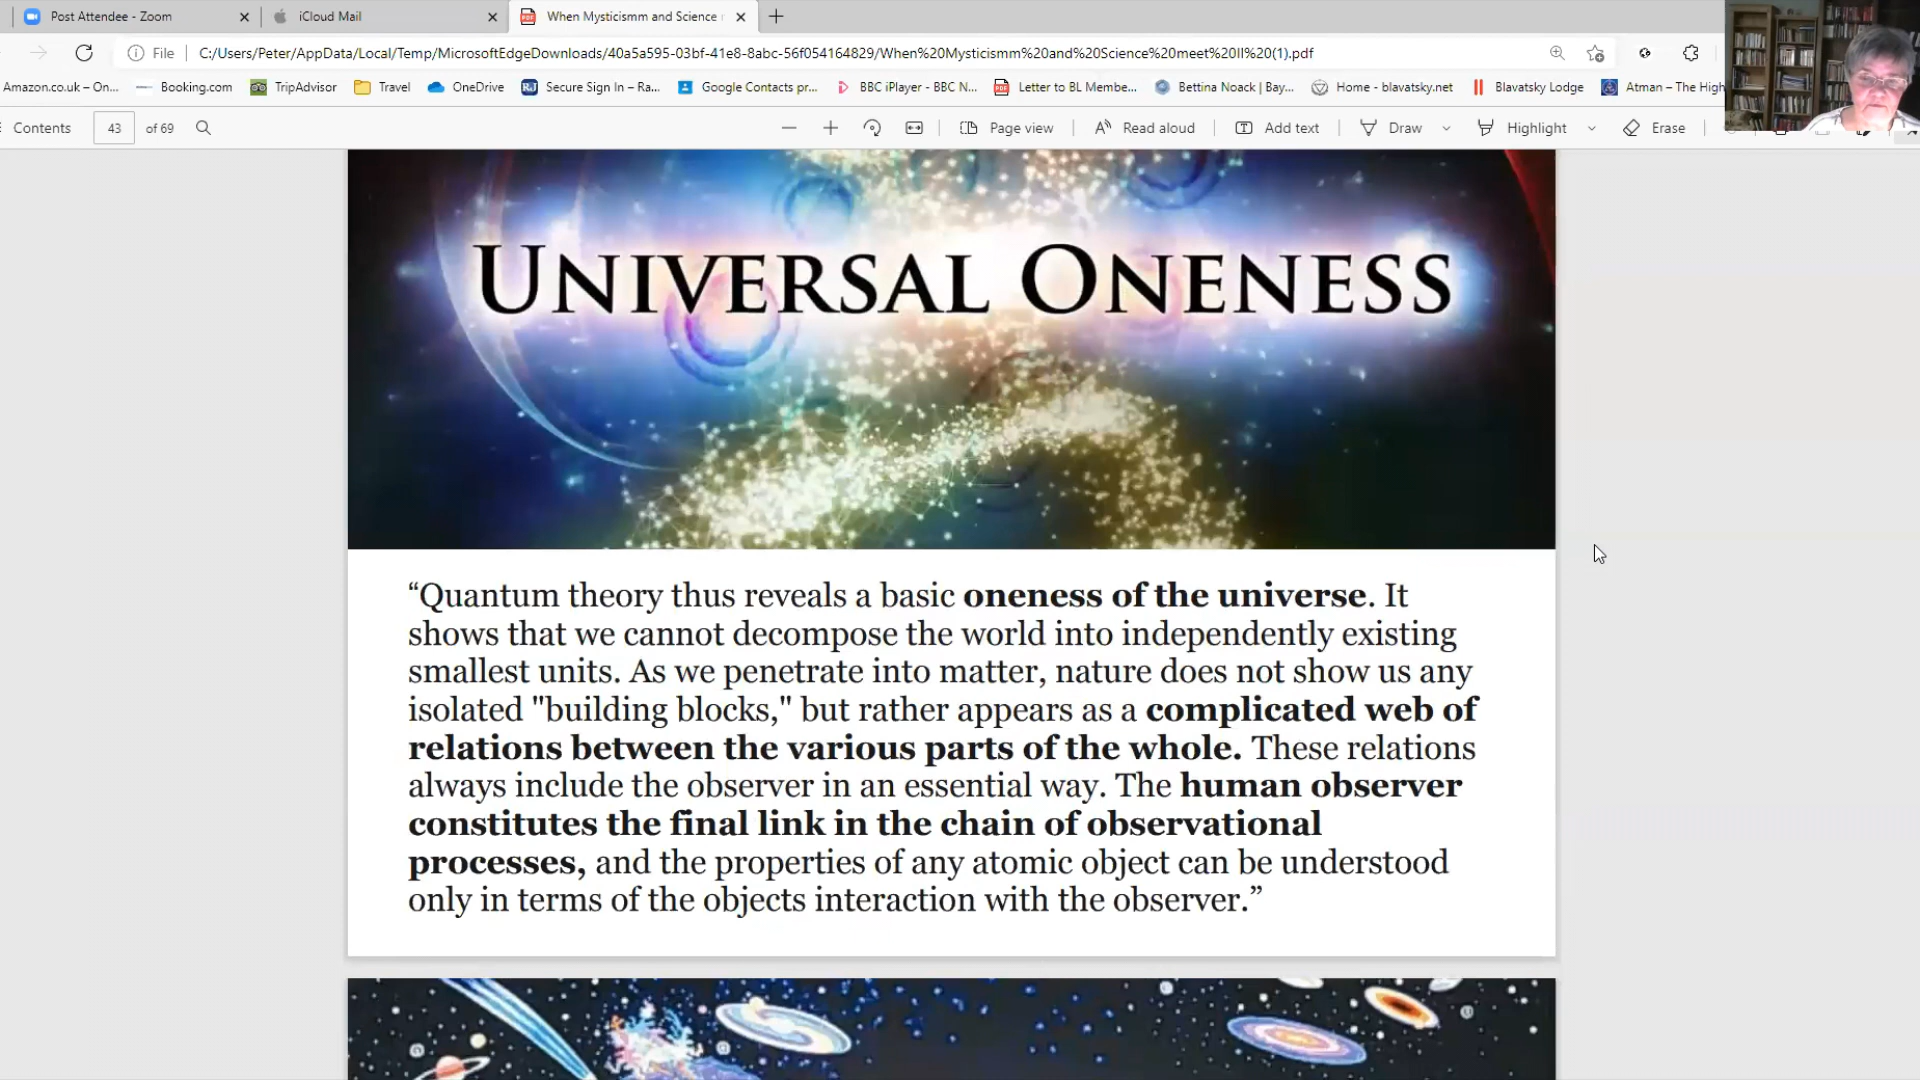 Post Attendee - Zoom
iCloud Mail
When Mysticismm and Science
File C:/Users/Peter/AppData/Local/Temp/MicrosoftEdgeDownloads/40a5a595-03bf-41e8-8abc-56f054164829/When%20Mysticismm%20and%20Science%20meet%20II%20(1).pdf
Amazon.co.uk – On... Booking.com TripAdvisor Travel OneDrive Secure Sign In – Ra... Google Contacts pr... BBC iPlayer - BBC N... Letter to BL Membe... Bettina Noack | Bay... Home - blavatsky.net Blavatsky Lodge Atman – The High
Contents 43 of 69 Page view Read aloud Add text Draw Highlight Erase
UNIVERSAL ONENESS
“Quantum theory thus reveals a basic oneness of the universe. It
shows that we cannot decompose the world into independently existing
smallest units. As we penetrate into matter, nature does not show us any
isolated "building blocks," but rather appears as a complicated web of
relations between the various parts of the whole. These relations
always include the observer in an essential way. The human observer
constitutes the final link in the chain of observational
processes, and the properties of any atomic object can be understood
only in terms of the objects interaction with the observer.”